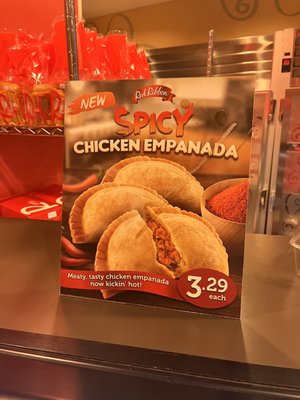 NEW
Red Ribbon
SPICY
CHICKEN EMPANADA
Meaty, tasty chicken empanada
now kickin' hot!
3.29
each